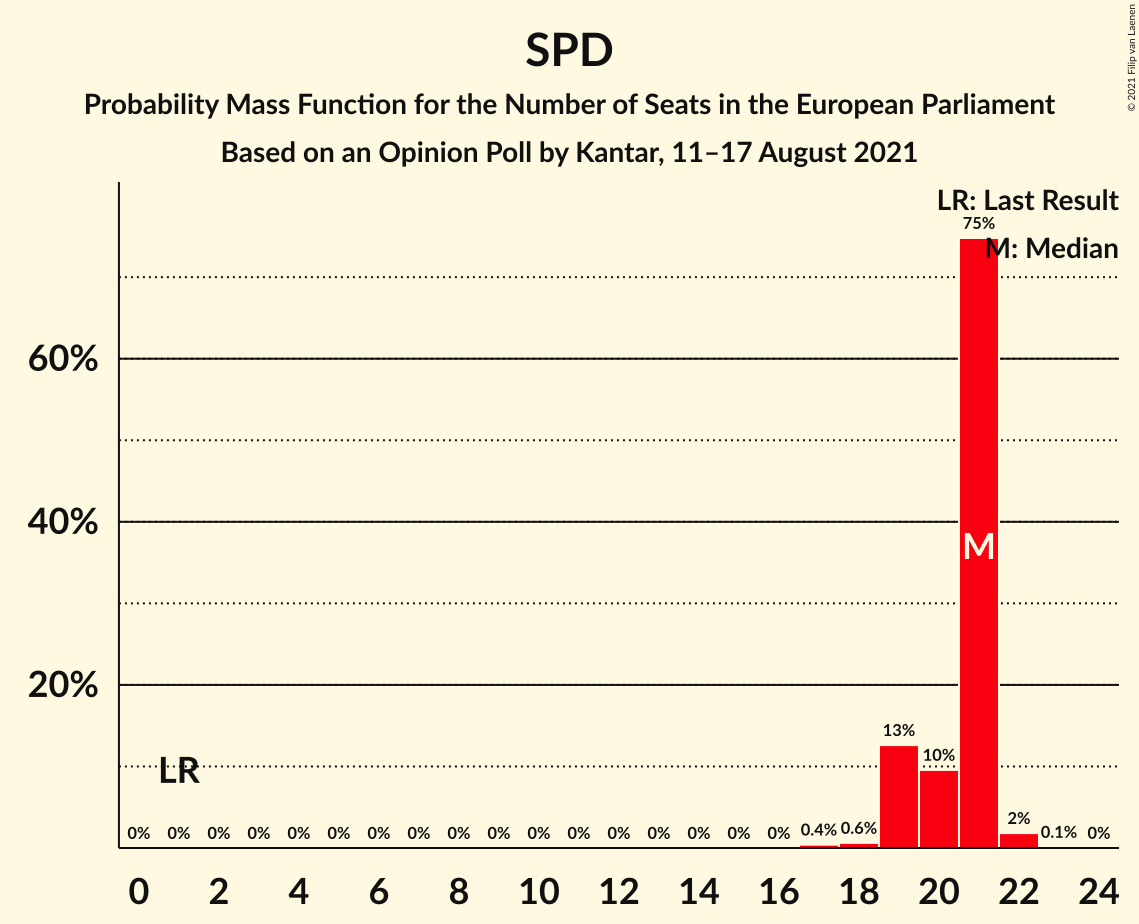 SPD
Probability Mass Function for the Number of Seats in the European Parliament
Based on an Opinion Poll by Kantar, 11–17 August 2021
© 2021 Filip van Laenen
LR: Last Result
75%
M: Median
60%
40%
M
20%
13%
10%
LR
0% 0% 0% 0% 0% 0% 0% 0% 0% 0% 0% 0% 0% 0% 0% 0% 0% 0.4% 0.6% 2% 0.1% 0%
0 2 4 6 8 10 12 14 16 18 20 22 24